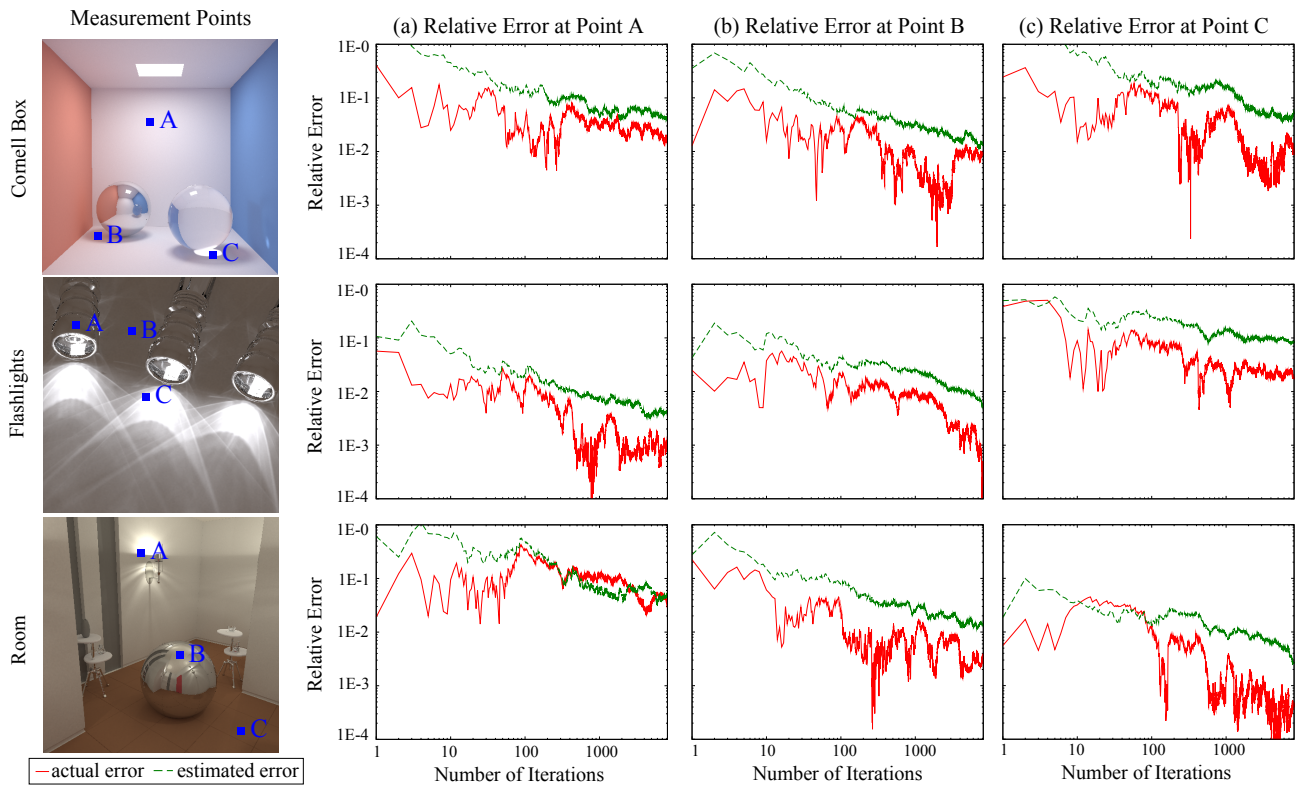 Measurement Points
(a) Relative Error at Point A
(b) Relative Error at Point B
(c) Relative Error at Point C
Cornell Box
A
B
C
Relative Error
1E-0
1E-1
1E-2
1E-3
1E-4
Flashlights
A
B
C
Relative Error
1E-0
1E-1
1E-2
1E-3
1E-4
Room
A
B
C
Relative Error
1E-0
1E-1
1E-2
1E-3
1E-4
1 10 100 1000
1 10 100 1000
1 10 100 1000
Number of Iterations
Number of Iterations
Number of Iterations
actual error
estimated error